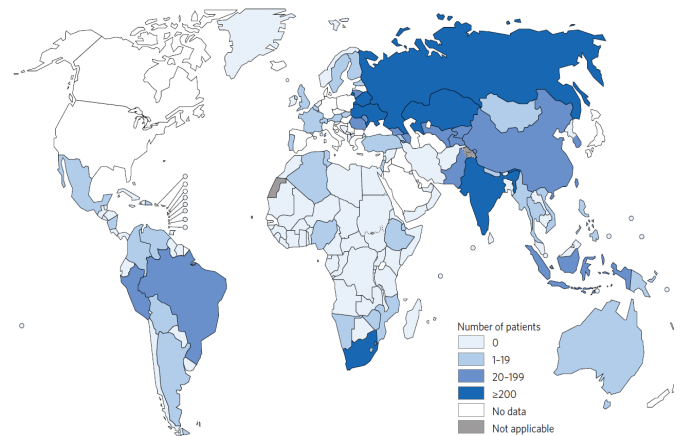 Number of patients
0
1–19
20–199
≥200
No data
Not applicable